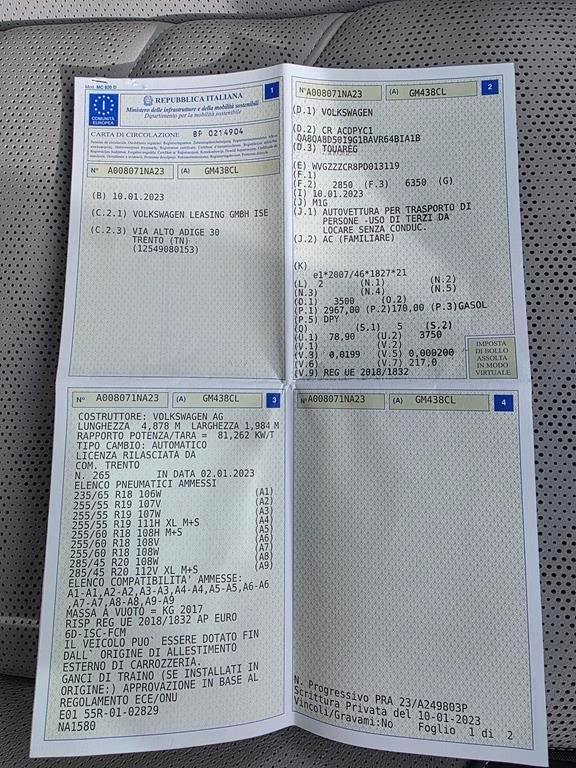 Mod. MC 820 D
REPUBBLICA ITALIANA
Ministero delle infrastrutture e della mobilità sostenibili
Dipartimento per la mobilità
I
COMUNITÀ
EUROPEA
1
CARTA DI CIRCOLAZIONE BF 0214904
N° A008071NA23 (A) GM438CL
(B) 10.01.2023
(C.2.1) VOLKSWAGEN LEASING GMBH ISE
(C.2.3) VIA ALTO ADIGE 30
TRENTO (TN)
(12549080153)
N° A008071NA23 (A) GM438CL
2
(D.1) VOLKSWAGEN
(D.2) CR ACDPYC1
QA8QA8D5019G1BAVR64BIA1B
(D.3) TOUAREG
(E) WVGZZZCR8PD013119
(F.1)
(F.2) 2850 (F.3) 6350 (G)
(I) 10.01.2023
(J) M1G
(J.1) AUTOVETTURA PER TRASPORTO DI
PERSONE -USO DI TERZI DA
LOCARE SENZA CONDUC.
(J.2) AC (FAMILIARE)
(K)
e1*2007/46*1827*21
(L) 2 (N.1) (N.2)
(N.3) (N.4) (N.5)
(O.1) 3500 (O.2)
(P.1) 2967,00 (P.2)170,00 (P.3)GASOL
(P.5) DPY
(Q) (S.1) 5 (S.2)
(U.1) 78,90 (U.2) 3750
(V.1) (V.2)
(V.3) 0,0199 (V.5) 0,000200
(V.6) (V.7) 217,0
(V.9) REG UE 2018/1832
IMPOSTA
DI BOLLO
ASSOLTA
IN MODO
VIRTUALE
N° A008071NA23 (A) GM438CL
3
COSTRUTTORE: VOLKSWAGEN AG
LUNGHEZZA 4,878 M LARGHEZZA 1,984 M
RAPPORTO POTENZA/TARA = 81,262 KW/T
TIPO CAMBIO: AUTOMATICO
LICENZA RILASCIATA DA
COM. TRENTO
N. 265 IN DATA 02.01.2023
ELENCO PNEUMATICI AMMESSI
235/65 R18 106W (A1)
255/55 R19 107V (A2)
255/55 R19 107W (A3)
255/55 R19 111H XL M+S (A4)
255/60 R18 108H M+S (A5)
255/60 R18 108V (A6)
255/60 R18 108W (A7)
285/45 R20 108W (A8)
285/45 R20 112V XL M+S (A9)
ELENCO COMPATIBILITA' AMMESSE:
A1-A1,A2-A2,A3-A3,A4-A4,A5-A5,A6-A6
,A7-A7,A8-A8,A9-A9
MASSA A VUOTO = KG 2017
RISP REG UE 2018/1832 AP EURO
6D-ISC-FCM
IL VEICOLO PUO` ESSERE DOTATO FIN
DALL` ORIGINE DI ALLESTIMENTO
ESTERNO DI CARROZZERIA.
GANCI DI TRAINO (SE INSTALLATI IN
ORIGINE:) APPROVAZIONE IN BASE AL
REGOLAMENTO ECE/ONU
E01 55R-01-02829
NA1580
N° A008071NA23 (A) GM438CL
4
N. Progressivo PRA 23/A249803P
Scrittura Privata del 10-01-2023
Vincoli/Gravami:No Foglio 1 di 2